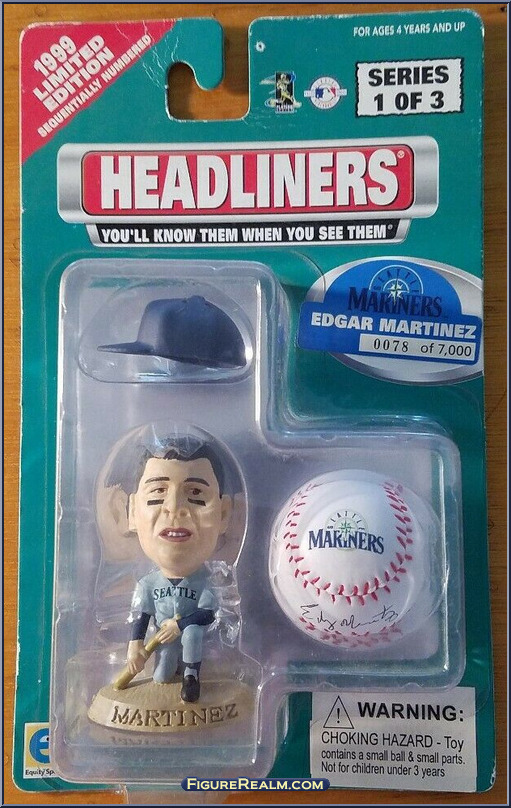 1999
LIMITED
EDITION
SEQUENTIALLY NUMBERED
FOR AGES 4 YEARS AND UP
SERIES
1 OF 3
HEADLINERS®
YOU'LL KNOW THEM WHEN YOU SEE THEM®
SEATTLE
MARINERS
EDGAR MARTINEZ
0078 of 7,000
SEATTLE
MARINERS
SEATTLE
MARTINEZ
WARNING:
CHOKING HAZARD - Toy
contains a small ball & small parts.
Not for children under 3 years
FIGUREREALM.COM